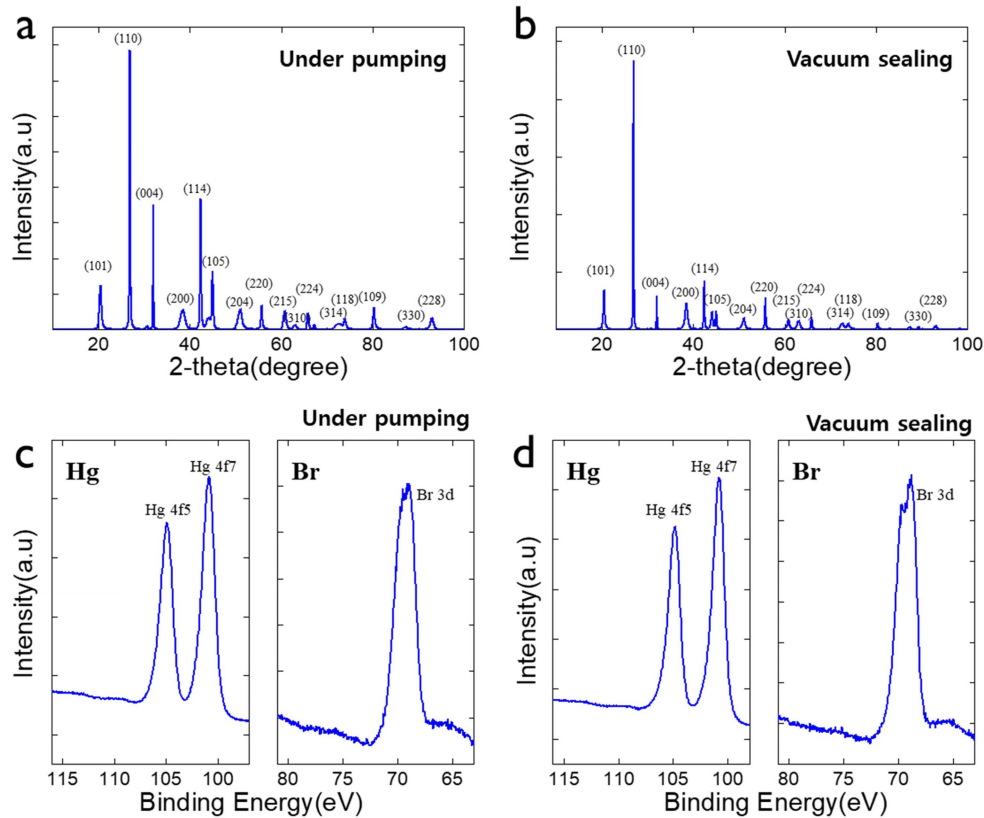 a
Under pumping
Intensity(a.u)
(101)
(110)
(004)
(200)
(114)
(105)
(204)
(220)
(215)
(310)
(224)
(314)
(118)
(109)
(330)
(228)
20 40 60 80 100
2-theta(degree)
b
Vacuum sealing
Intensity(a.u)
(101)
(110)
(004)
(200)
(114)
(105)
(204)
(220)
(215)
(310)
(224)
(314)
(118)
(109)
(330)
(228)
20 40 60 80 100
2-theta(degree)
c
Under pumping
Intensity(a.u)
Hg
Hg 4f5
Hg 4f7
Br
Br 3d
115 105 100 80 70 65
Binding Energy(eV)
d
Vacuum sealing
Intensity(a.u)
Hg
Hg 4f5
Hg 4f7
Br
Br 3d
115 105 100 80 70 65
Binding Energy(eV)